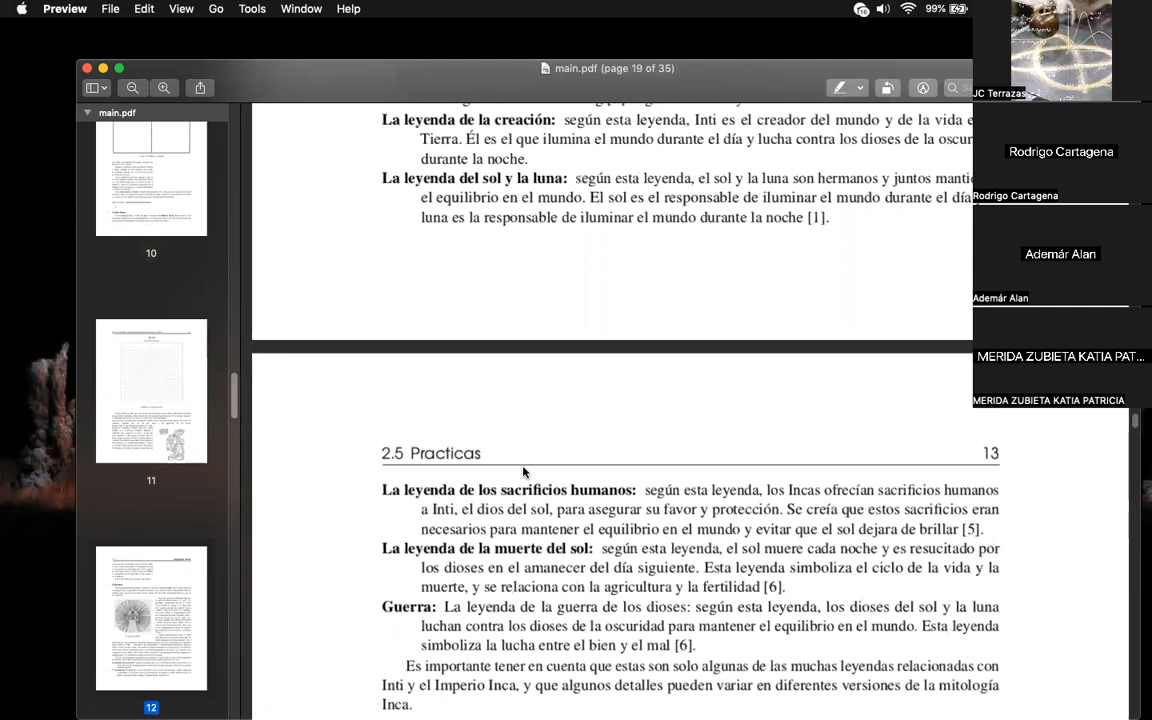 Preview File Edit View Go Tools Window Help
99%
main.pdf (page 19 of 35)
main.pdf
10
11
12
La leyenda de la creación: según esta leyenda, Inti es el creador del mundo y de la vida e
Tierra. Él es el que ilumina el mundo durante el día y lucha contra los dioses de la oscur
durante la noche.
La leyenda del sol y la luna: según esta leyenda, el sol y la luna son hermanos y juntos manti
el equilibrio en el mundo. El sol es el responsable de iluminar el mundo durante el día
luna es la responsable de iluminar el mundo durante la noche [1].
2.5 Practicas 13
La leyenda de los sacrificios humanos: según esta leyenda, los Incas ofrecían sacrificios humanos
a Inti, el dios del sol, para asegurar su favor y protección. Se creía que estos sacrificios eran
necesarios para mantener el equilibrio en el mundo y evitar que el sol dejara de brillar [5].
La leyenda de la muerte del sol: según esta leyenda, el sol muere cada noche y es resucitado por
los dioses en el amanecer del día siguiente. Esta leyenda simboliza el ciclo de la vida y la
muerte, y se relaciona con la agricultura y la fertilidad [6].
Guerra: La leyenda de la guerra de los dioses: según esta leyenda, los dioses del sol y la luna
luchan contra los dioses de la oscuridad para mantener el equilibrio en el mundo. Esta leyenda
simboliza la lucha entre el bien y el mal [6].
Es importante tener en cuenta que estas son solo algunas de las muchas leyendas relacionadas con
Inti y el Imperio Inca, y que algunos detalles pueden variar en diferentes versiones de la mitología
Inca.
JC Terrazas
Rodrigo Cartagena
Rodrigo Cartagena
Ademár Alan
Ademár Alan
MERIDA ZUBIETA KATIA PAT...
MERIDA ZUBIETA KATIA PATRICIA